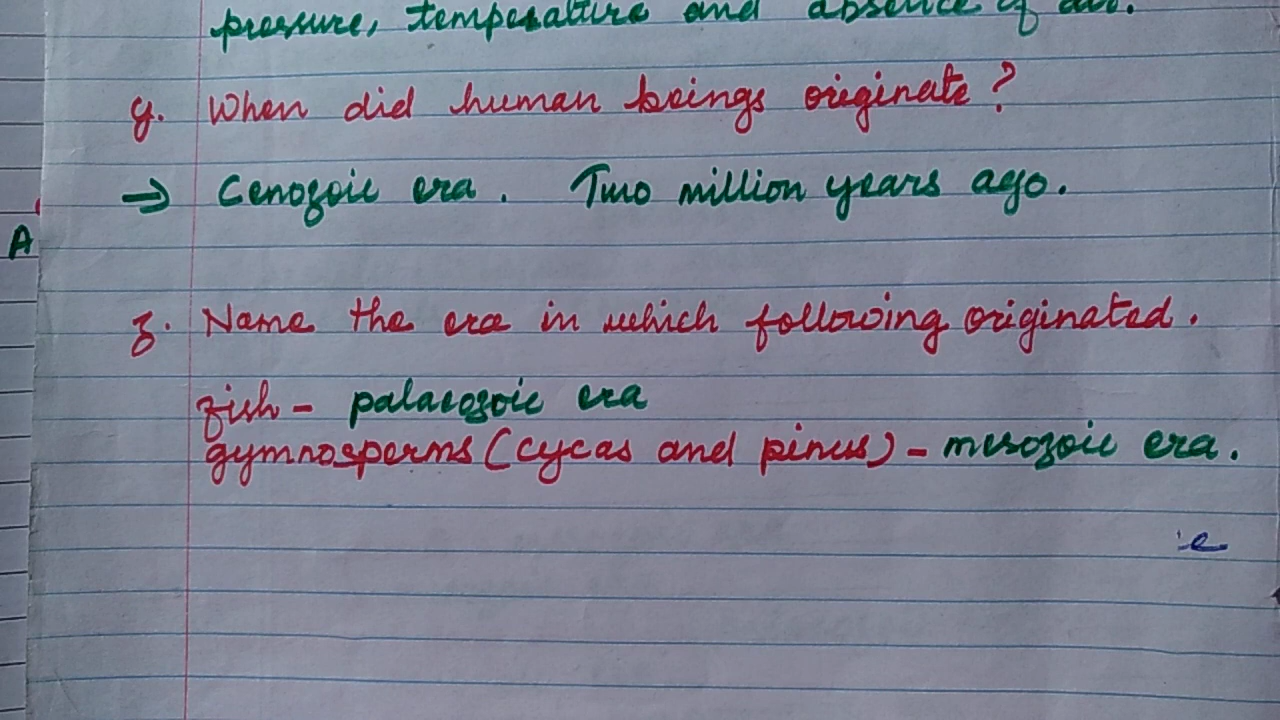 pressure, temperature and absence of air.
y. When did human beings originate?
→ Cenozoic era. Two million years ago.
A
z. Name the era in which following originated.
fish - palaeozoic era
gymnosperms (cycas and pinus) - mesozoic era.